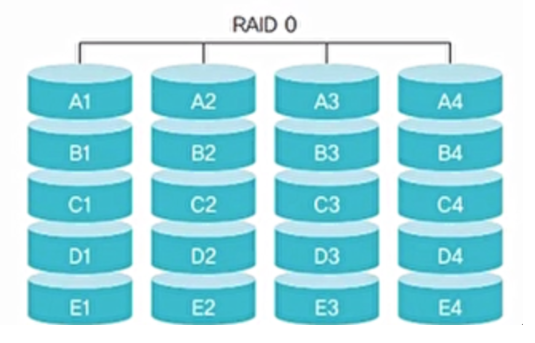 RAID 0
A1 A2 A3 A4
B1 B2 B3 B4
C1 C2 C3 C4
D1 D2 D3 D4
E1 E2 E3 E4